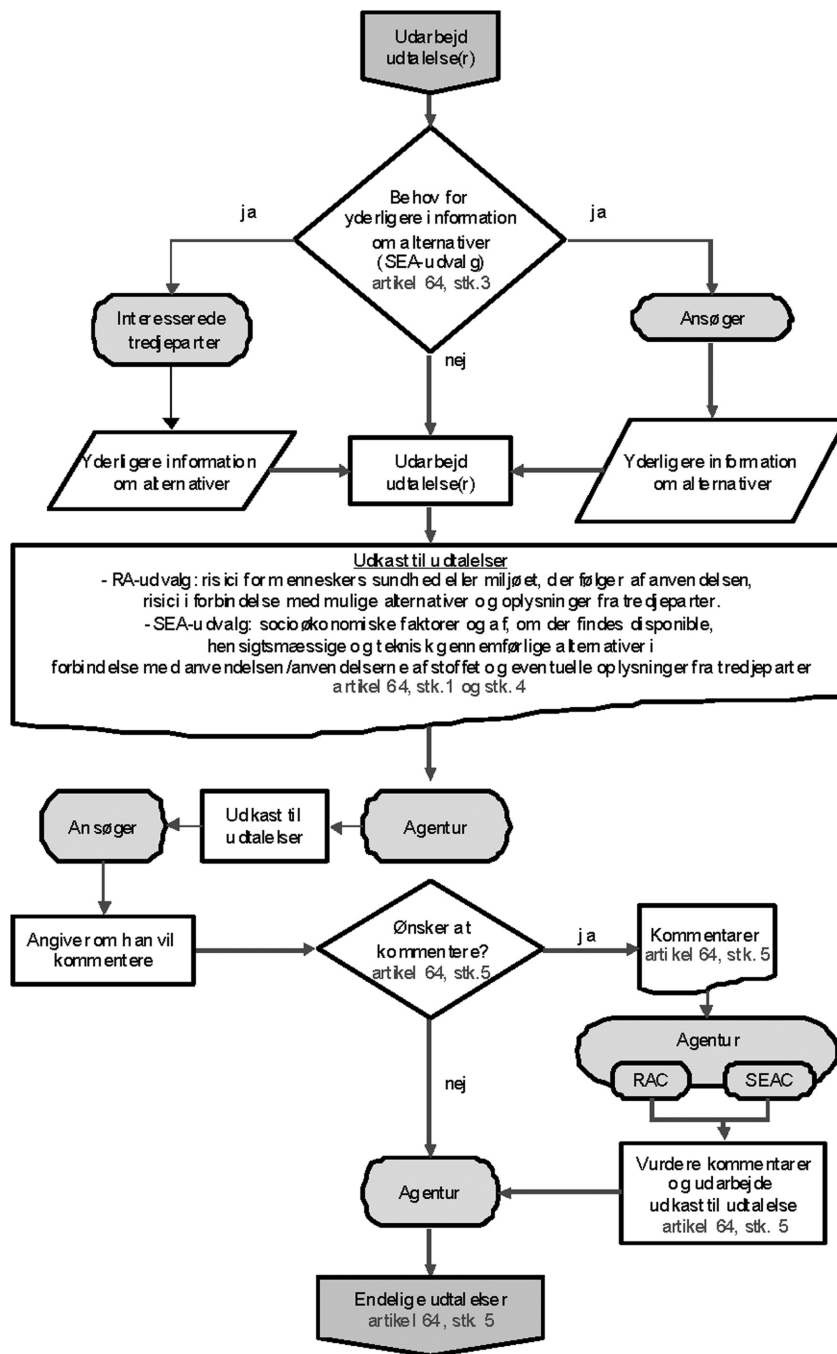 Udarbejd
udtalelse(r)
Behov for
yderligere i information
om alternativer
(SEA-udvalg)
artikel 64, stk.3
ja
ja
Interesserede
tredjeparter
Ansøger
nej
Yderligere information
om alternativer
Udarbejd
udtalelse(r)
Yderligere information
om alternativer
Udkast til udtalelser
- RA-udvalg: risici for menneskers sundhed eller miljøet, der følger af anvendelsen,
risici i forbindelse med mulige alternativer og oplysninger fra tredjeparter.
- SEA-udvalg: socioøkonomiske faktorer og af, om der findes disponible,
hensigtsmæssige og teknisk gennemførlige alternativer i
forbindelse med anvendelsen/anvendelserne af stoffet og eventuelle oplysninger fra tredjeparter
artikel 64, stk.1 og stk. 4
Ansøger
Udkast til
udtalelser
Agentur
Angiver om han vil
kommentere
Ønsker at
kommentere?
artikel 64, stk.5
ja
Kommentarer
artikel 64, stk. 5
Agentur
RAC
SEAC
nej
Vurdere kommentarer
og udarbejde
udkast til udtalelse
artikel 64, stk. 5
Agentur
Endelige udtalelser
artikel 64, stk. 5